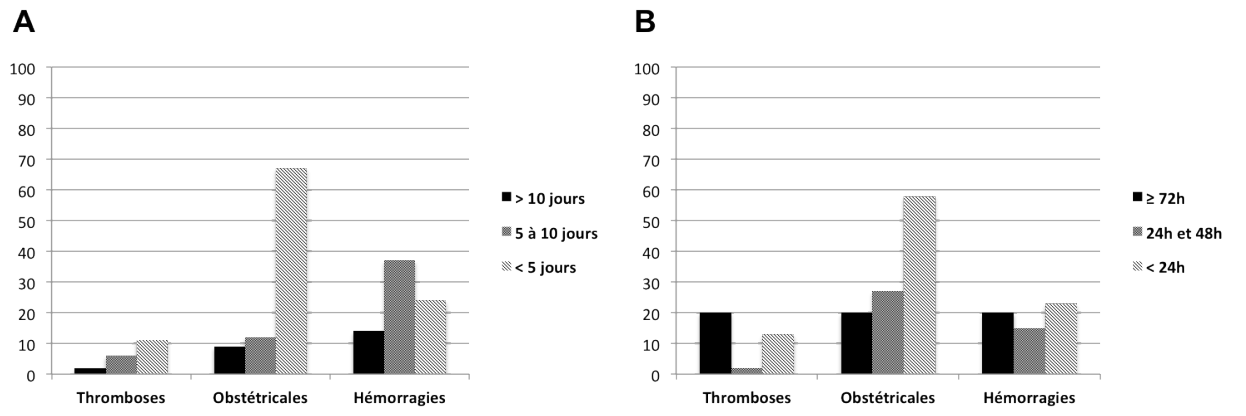 A
100
90
80
70
60
50
40
30
20
10
0
Thromboses Obstétricales Hémorragies
> 10 jours
5 à 10 jours
< 5 jours
B
100
90
80
70
60
50
40
30
20
10
0
Thromboses Obstétricales Hémorragies
≥ 72h
24h et 48h
< 24h